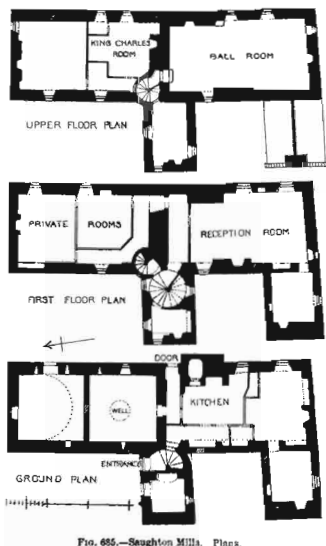 KING CHARLES
ROOM
BALL ROOM
UPPER FLOOR PLAN
PRIVATE ROOMS
RECEPTION ROOM
FIRST FLOOR PLAN
DOOR
KITCHEN
WELL
ENTRANCE
GROUND PLAN
FIG. 685.—Saughton Mills. Plans.